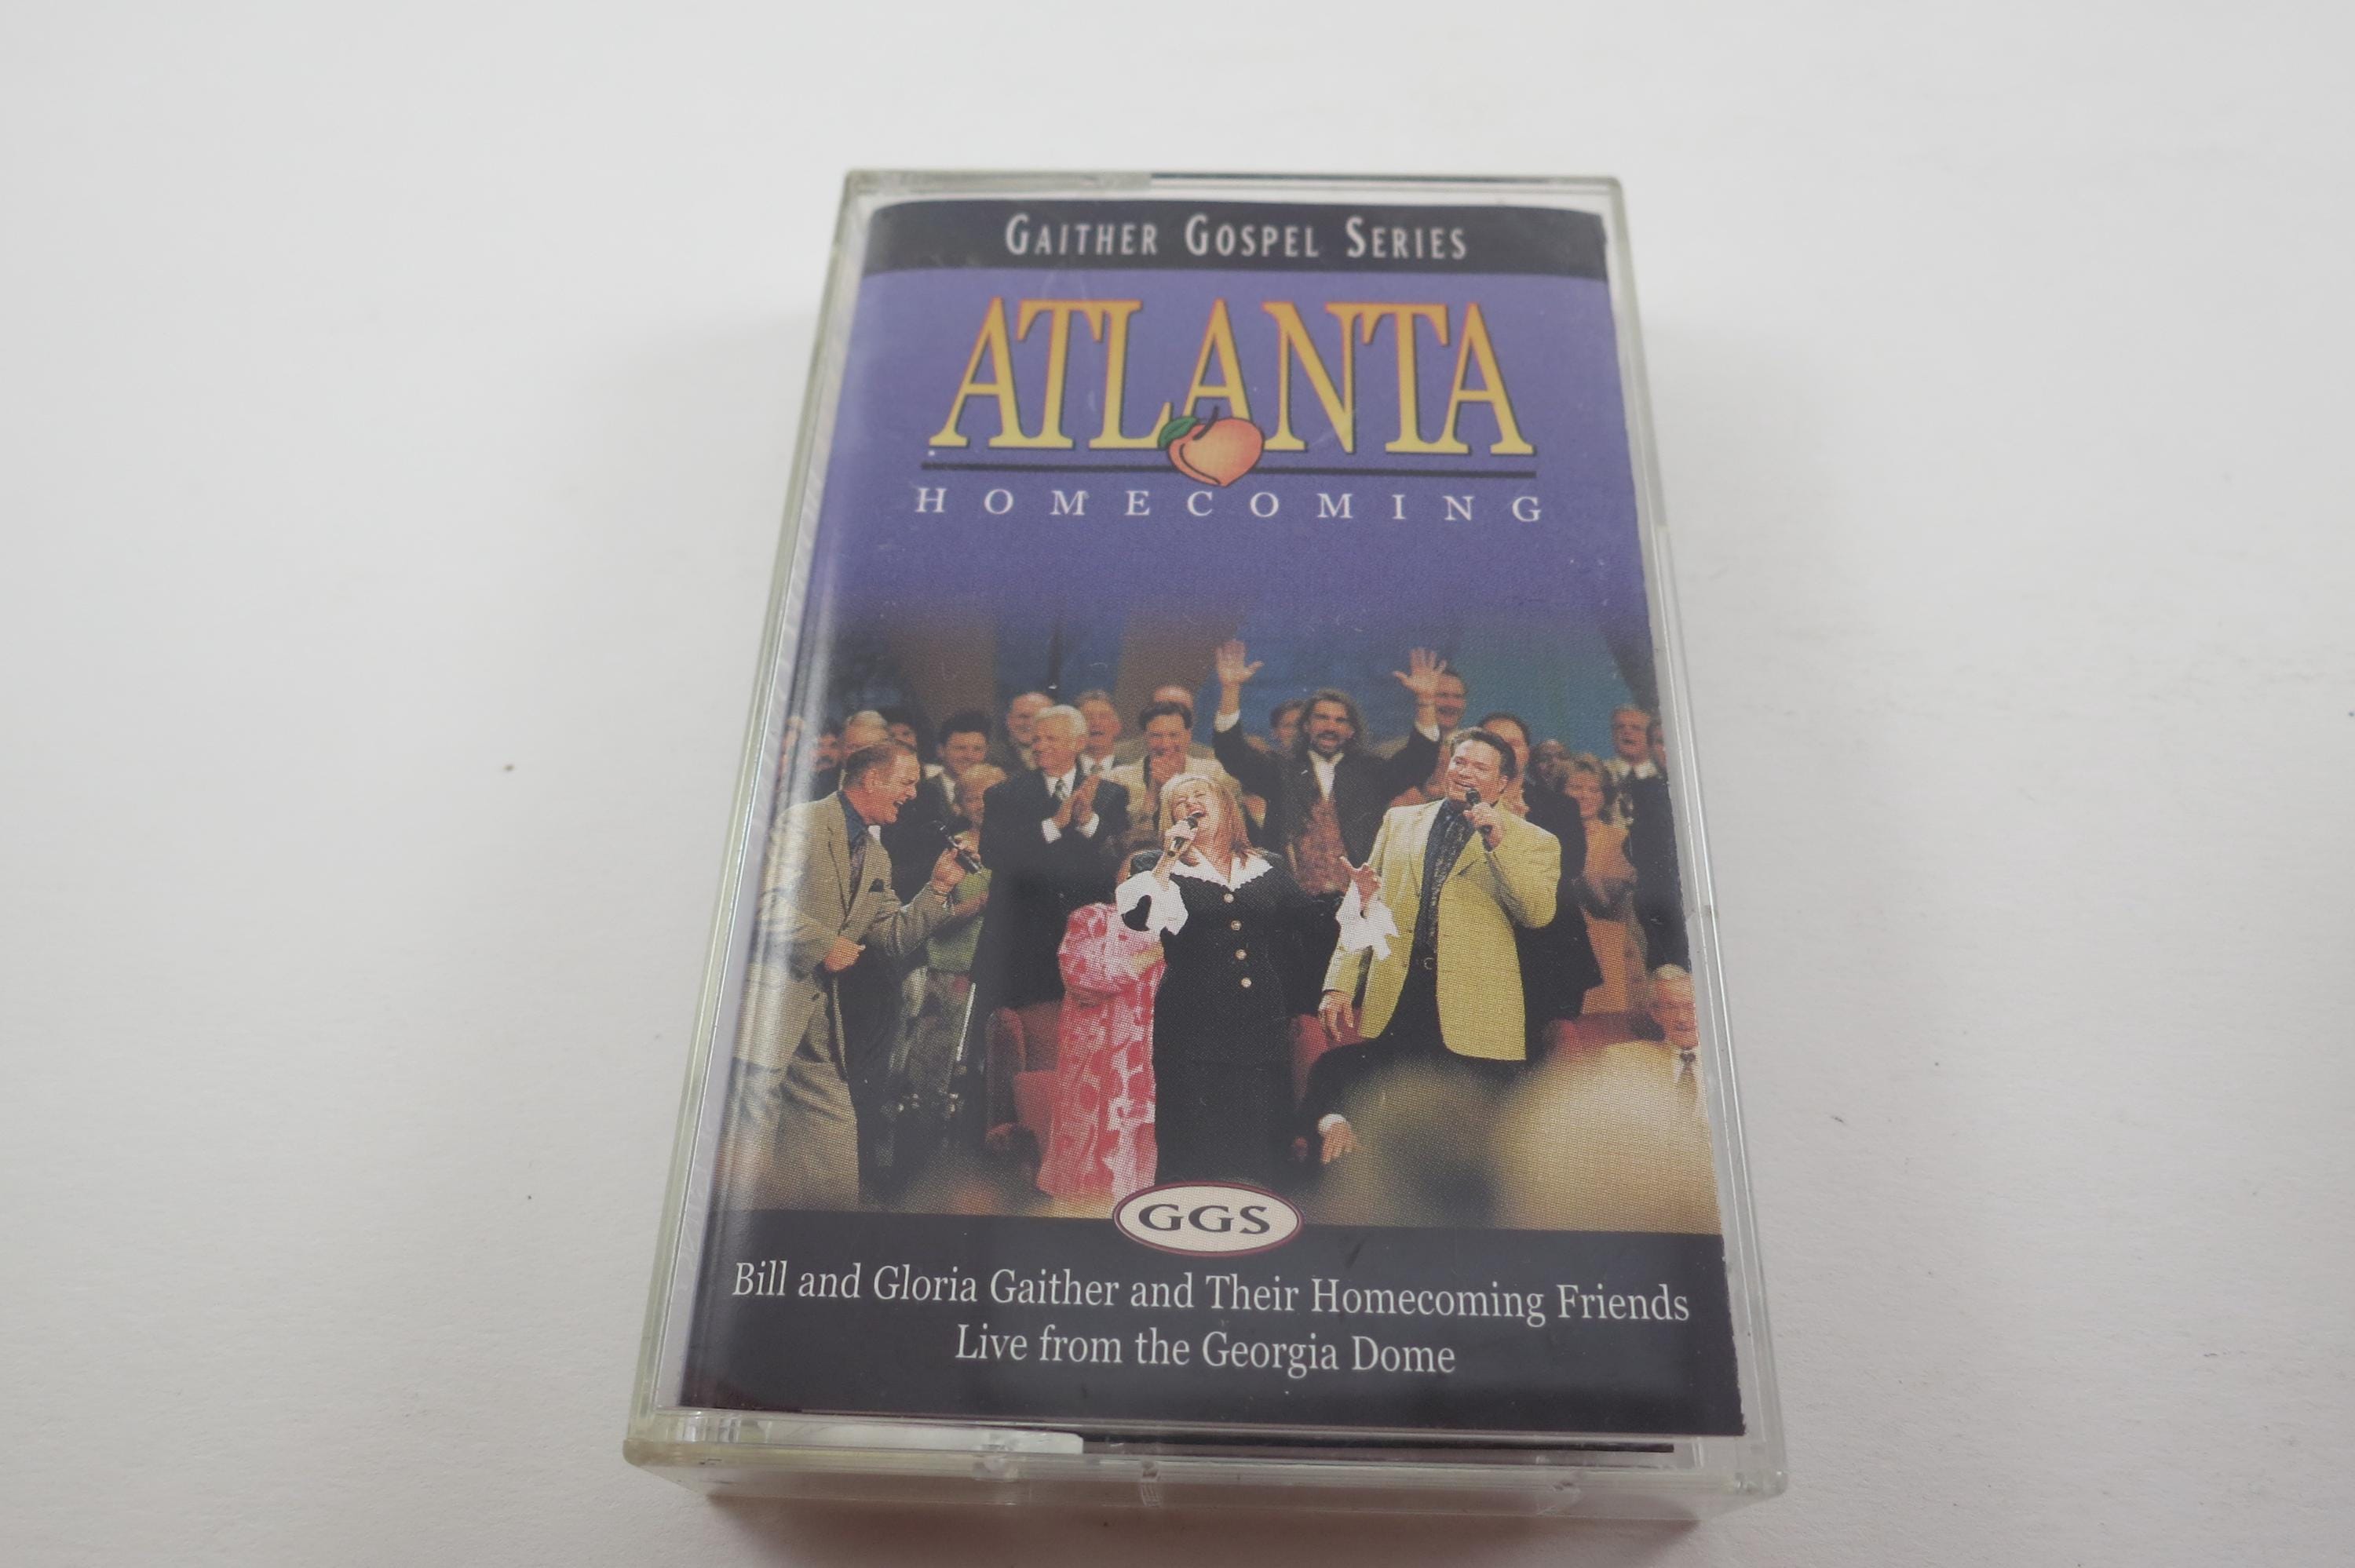 GAITHER GOSPEL SERIES
ATLANTA
HOMECOMING
GGS
Bill and Gloria Gaither and Their Homecoming Friends
Live from the Georgia Dome